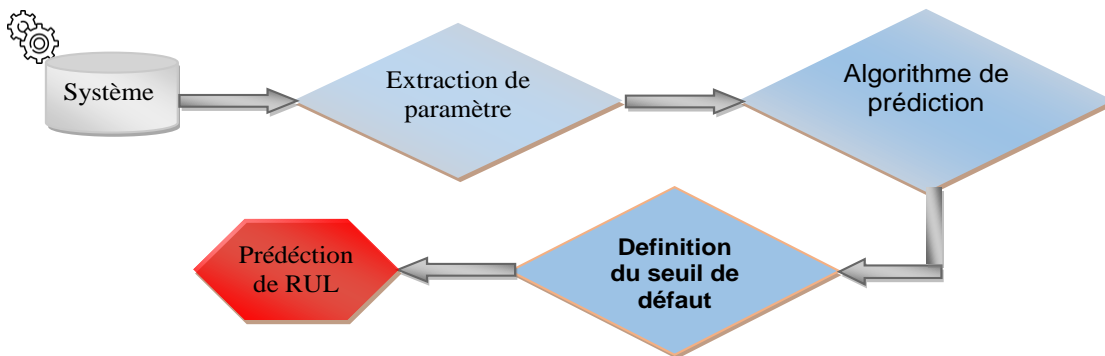 Système
Extraction de
paramètre
Algorithme de
prédiction
Definition
du seuil de
défaut
Prédéction
de RUL